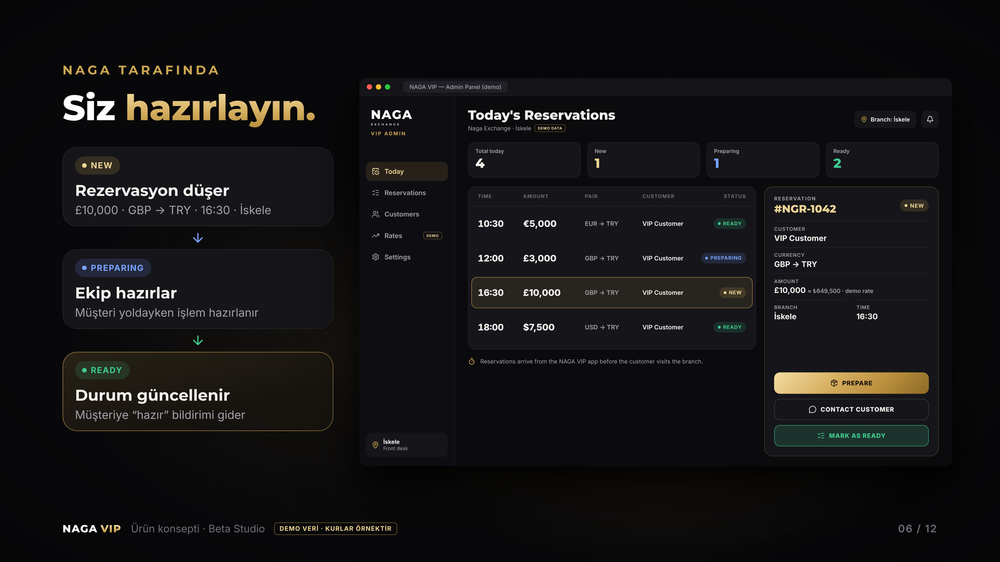 NAGA TARAFINDA
Siz hazırlayın.
NEW
Rezervasyon düşer
£10,000 · GBP → TRY · 16:30 · İskele
PREPARING
Ekip hazırlar
Müşteri yoldayken işlem hazırlanır
READY
Durum güncellenir
Müşteriye “hazır” bildirimi gider
NAGA VIP — Admin Panel (demo)
NAGA
EXCHANGE
VIP ADMIN
Today
Reservations
Customers
Rates DEMO
Settings
İskele
Front desk
Today's Reservations
Naga Exchange · İskele DEMO DATA
Branch: İskele
Total today
4
New
1
Preparing
1
Ready
2
TIME AMOUNT PAIR CUSTOMER STATUS
10:30 €5,000 EUR → TRY VIP Customer READY
12:00 £3,000 GBP → TRY VIP Customer PREPARING
16:30 £10,000 GBP → TRY VIP Customer NEW
18:00 $7,500 USD → TRY VIP Customer READY
Reservations arrive from the NAGA VIP app before the customer visits the branch.
RESERVATION
#NGR-1042
NEW
CUSTOMER
VIP Customer
CURRENCY
GBP → TRY
AMOUNT
£10,000 ≈ ₺649,500 · demo rate
BRANCH TIME
İskele 16:30
PREPARE
CONTACT CUSTOMER
MARK AS READY
NAGA VIP Ürün konsepti · Beta Studio DEMO VERİ · KURLAR ÖRNEKTİR
06 / 12